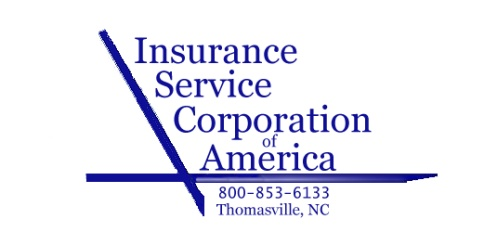 Insurance
Service
Corporation
of
America
800-853-6133
Thomasville, NC